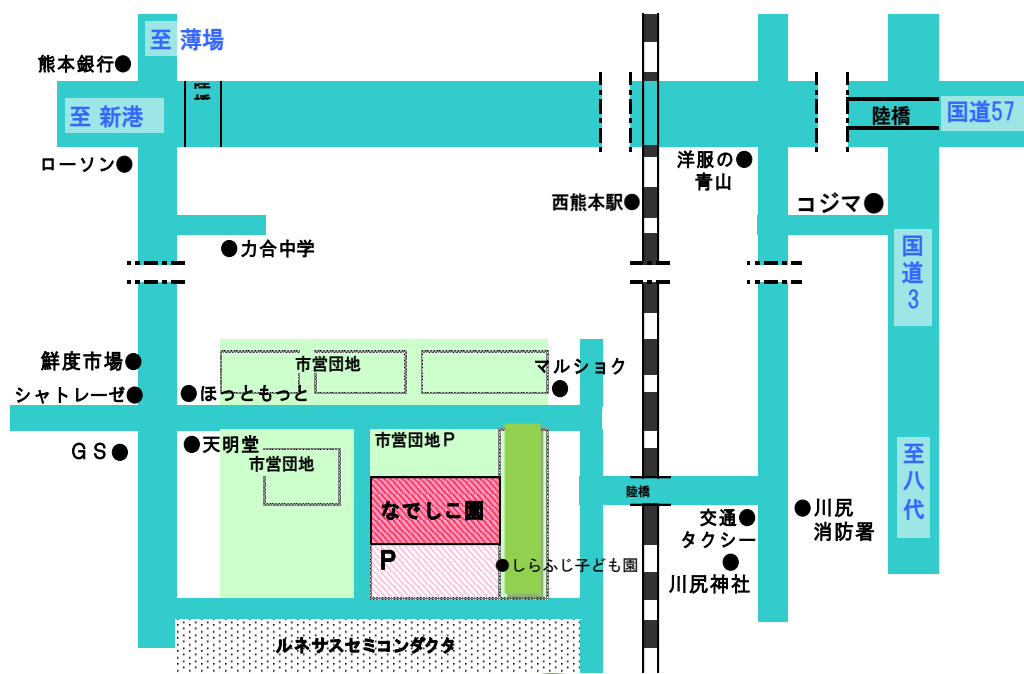 至 薄場
熊本銀行
陸橋
至 新港
陸橋
国道57
ローソン
洋服の
青山
西熊本駅
コジマ
力合中学
国道3
鮮度市場
市営団地
マルショク
シャトレーゼ
ほっともっと
GS
天明堂
市営団地P
市営団地
至八代
陸橋
なでしこ園
交通
タクシー
川尻
消防署
P
しらふじ子ども園
川尻神社
ルネサスセミコンダクタ